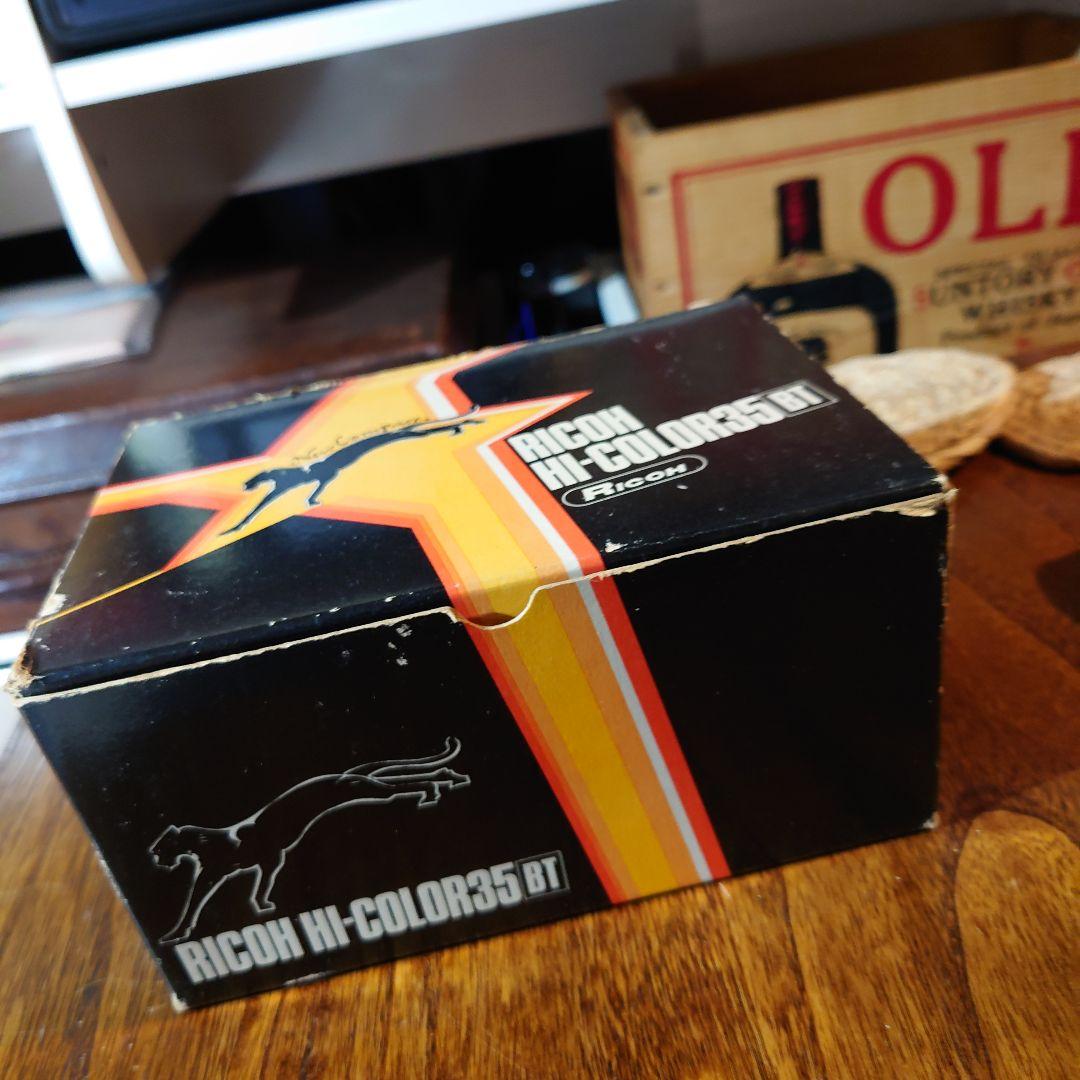 RICOH
HI-COLOR35 BT
RICOH
RICOH HI-COLOR35 BT
OL
SUNTORY
WHISKY